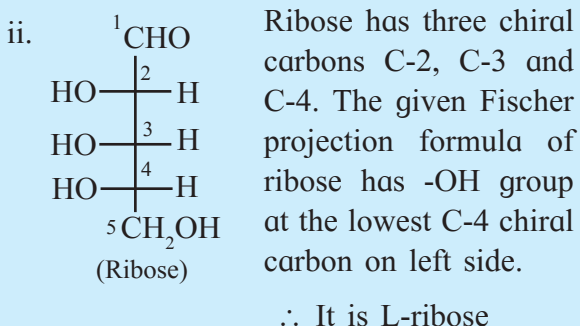 ii.
1CHO
2
HO H
3
HO H
4
HO H
5CH2OH
(Ribose)
Ribose has three chiral
carbons C-2, C-3 and
C-4. The given Fischer
projection formula of
ribose has -OH group
at the lowest C-4 chiral
carbon on left side.
∴ It is L-ribose